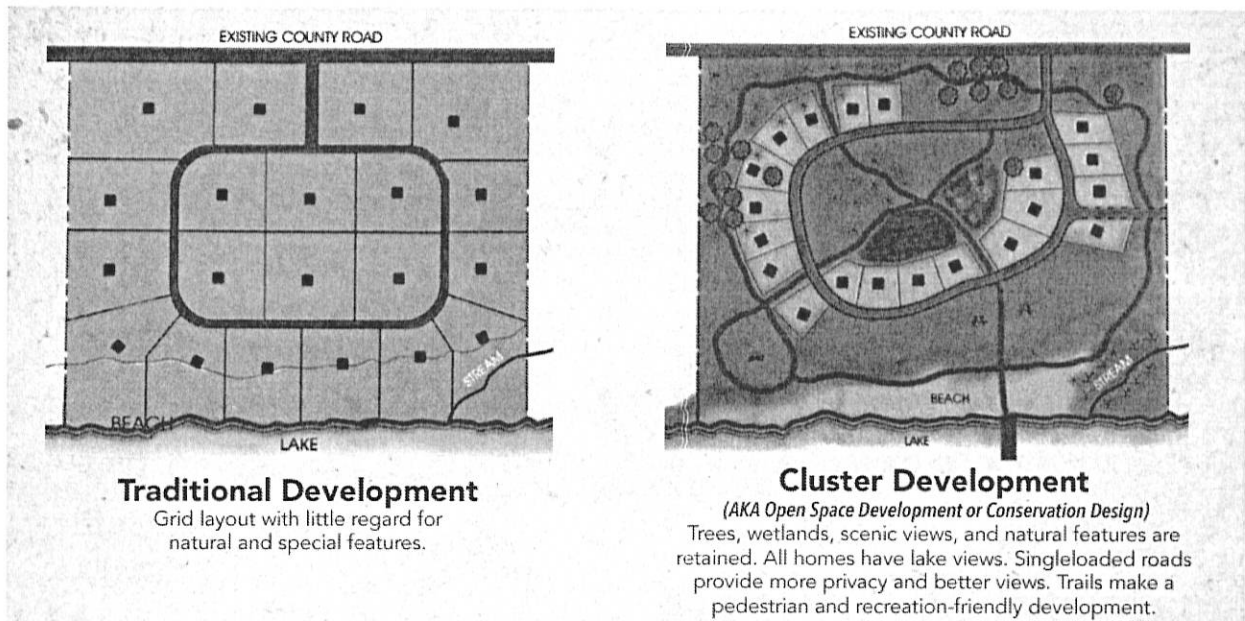 EXISTING COUNTY ROAD
STREAM
BEACH
LAKE
Traditional Development
Grid layout with little regard for
natural and special features.
EXISTING COUNTY ROAD
STREAM
BEACH
LAKE
Cluster Development
(AKA Open Space Development or Conservation Design)
Trees, wetlands, scenic views, and natural features are
retained. All homes have lake views. Singleloaded roads
provide more privacy and better views. Trails make a
pedestrian and recreation-friendly development.